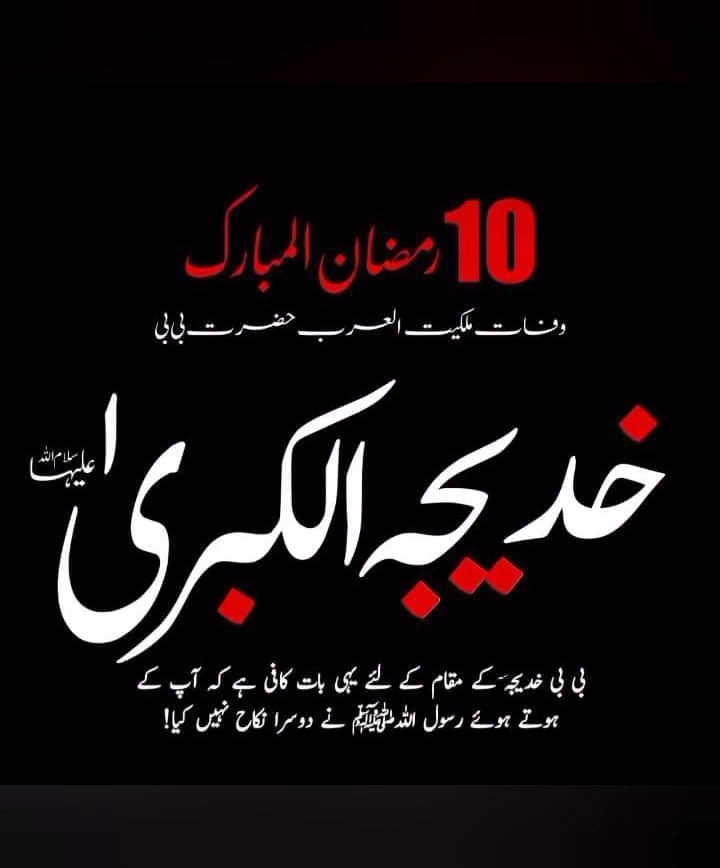 10 رمضان المبارک
وفات ملکیت العرب حضرت بی بی
خدیجہ الکبریٰ سلام اللہ علیہا
بی بی خدیجہؑ کے مقام کے لئے یہی بات کافی ہے کہ آپ کے
ہوتے ہوئے رسول اللہ ﷺ نے دوسرا نکاح نہیں کیا!